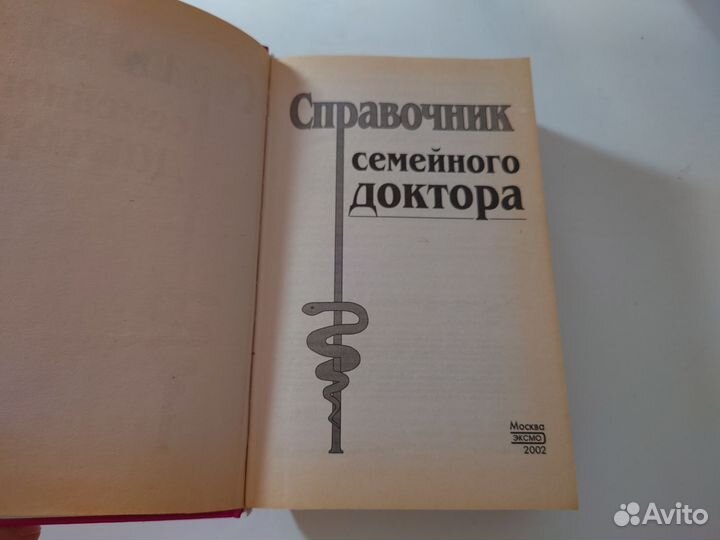 Справочник
семейного
доктора
Москва
ЭКСМО
2002
Avito